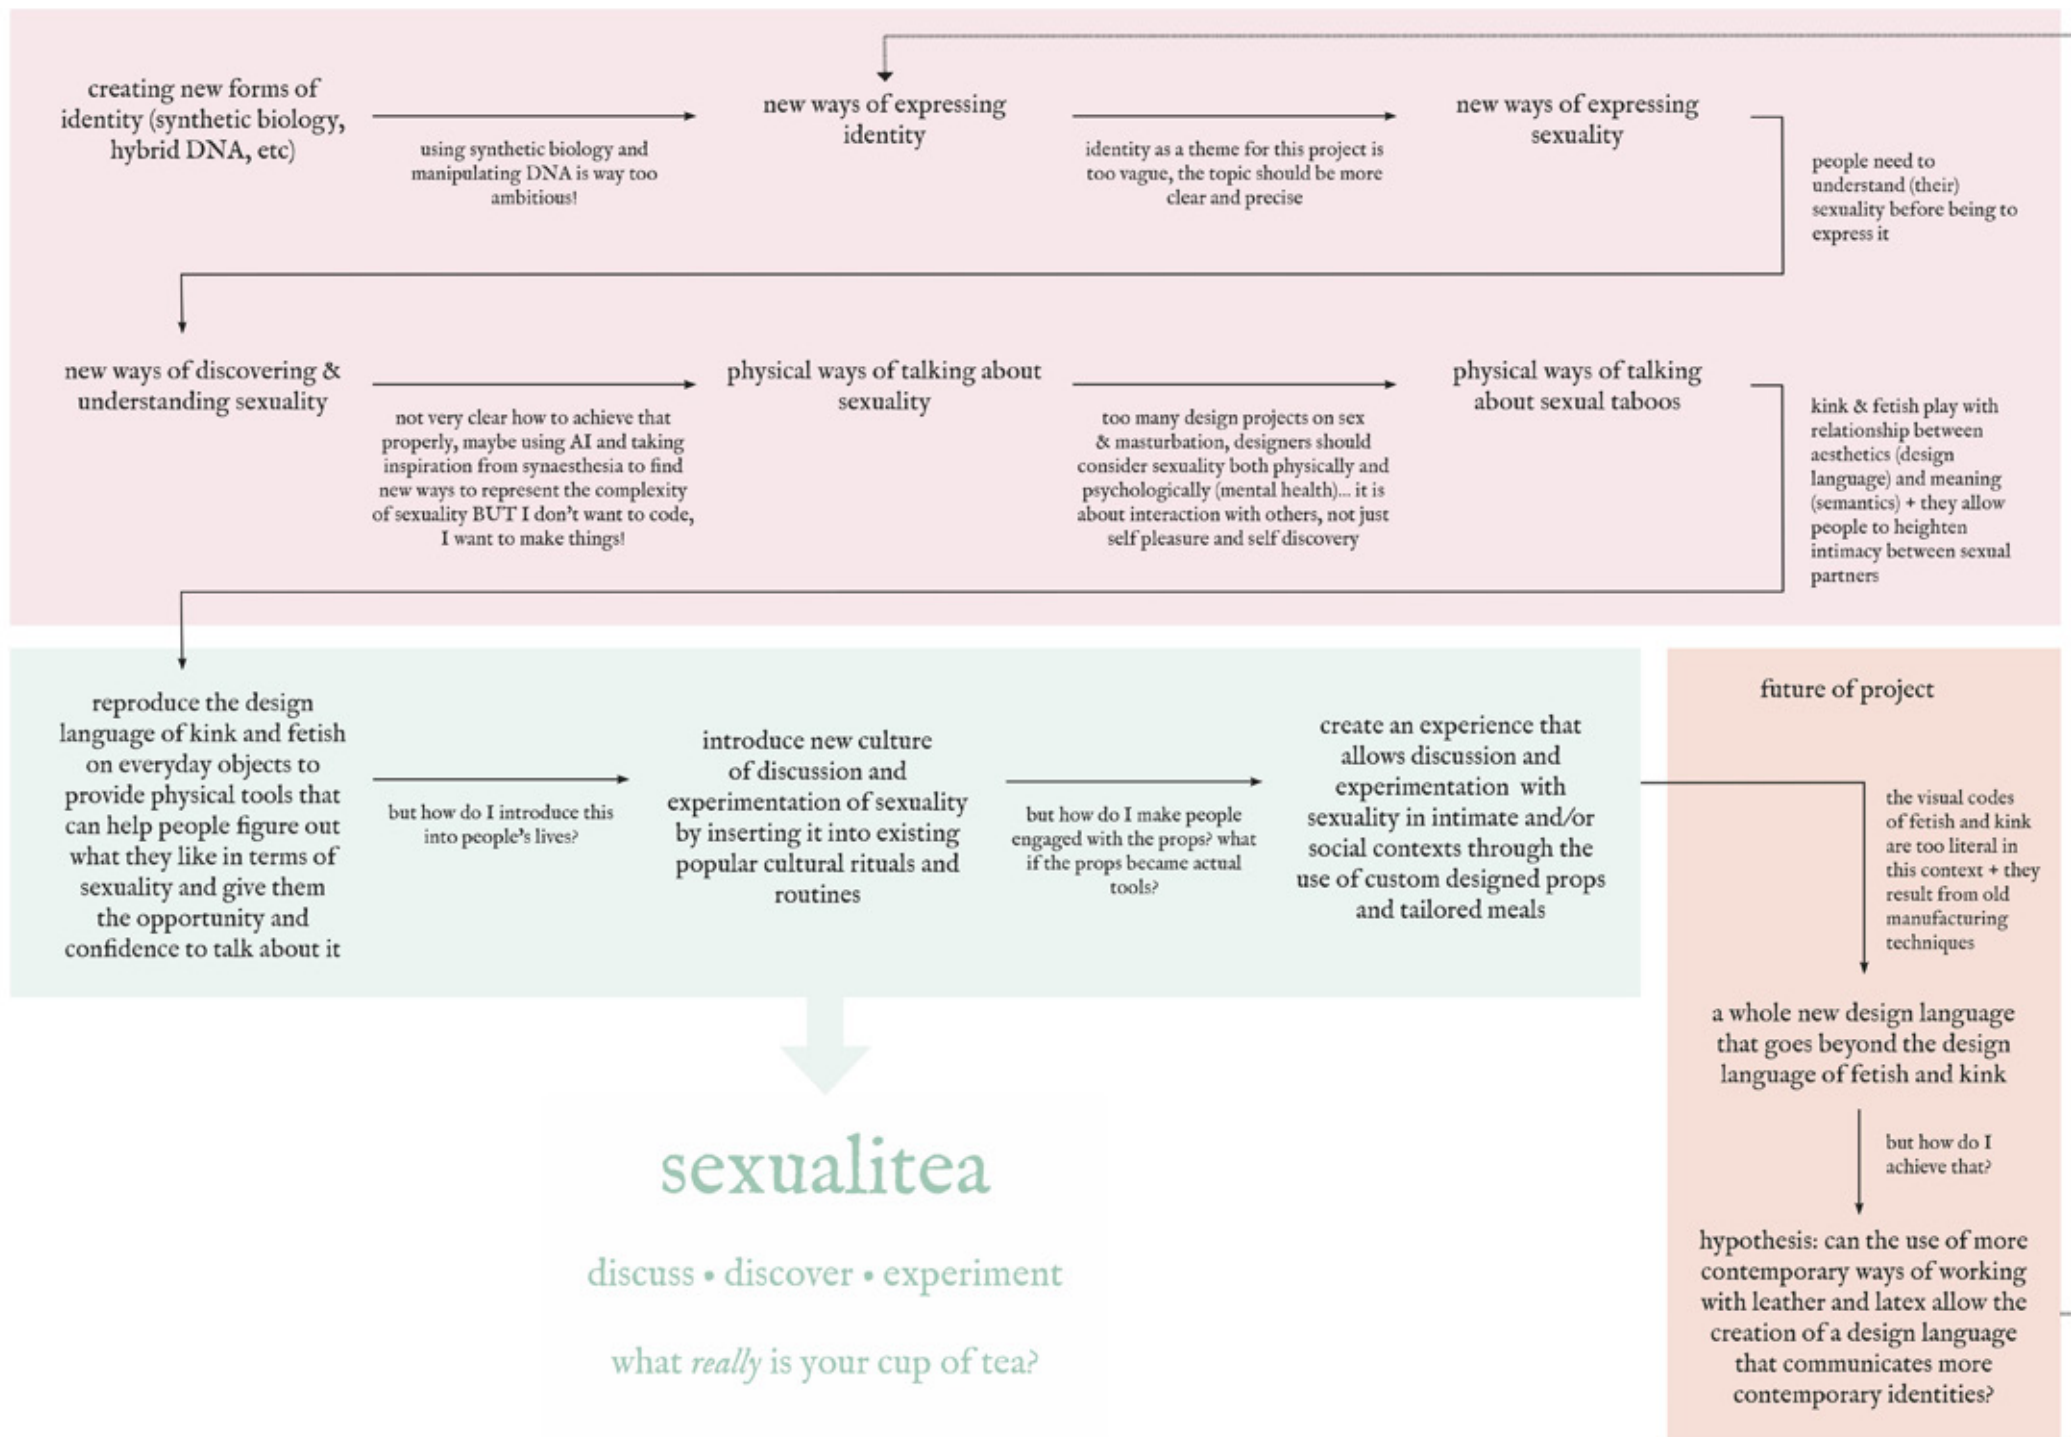 creating new forms of
identity (synthetic biology,
hybrid DNA, etc)
using synthetic biology and
manipulating DNA is way too
ambitious!
new ways of expressing
identity
identity as a theme for this project is
too vague, the topic should be more
clear and precise
new ways of expressing
sexuality
people need to
understand (their)
sexuality before being to
express it
new ways of discovering &
understanding sexuality
not very clear how to achieve that
properly, maybe using AI and taking
inspiration from synaesthesia to find
new ways to represent the complexity
of sexuality BUT I don't want to code,
I want to make things!
physical ways of talking about
sexuality
too many design projects on sex
& masturbation, designers should
consider sexuality both physically and
psychologically (mental health)... it is
about interaction with others, not just
self pleasure and self discovery
physical ways of talking
about sexual taboos
kink & fetish play with
relationship between
aesthetics (design
language) and meaning
(semantics) + they allow
people to heighten
intimacy between sexual
partners
reproduce the design
language of kink and fetish
on everyday objects to
provide physical tools that
can help people figure out
what they like in terms of
sexuality and give them
the opportunity and
confidence to talk about it
but how do I introduce this
into people's lives?
introduce new culture
of discussion and
experimentation of sexuality
by inserting it into existing
popular cultural rituals and
routines
but how do I make people
engaged with the props? what
if the props became actual
tools?
create an experience that
allows discussion and
experimentation with
sexuality in intimate and/or
social contexts through the
use of custom designed props
and tailored meals
future of project
the visual codes
of fetish and kink
are too literal in
this context + they
result from old
manufacturing
techniques
a whole new design language
that goes beyond the design
language of fetish and kink
but how do I
achieve that?
hypothesis: can the use of more
contemporary ways of working
with leather and latex allow the
creation of a design language
that communicates more
contemporary identities?
sexualitea
discuss • discover • experiment
what really is your cup of tea?